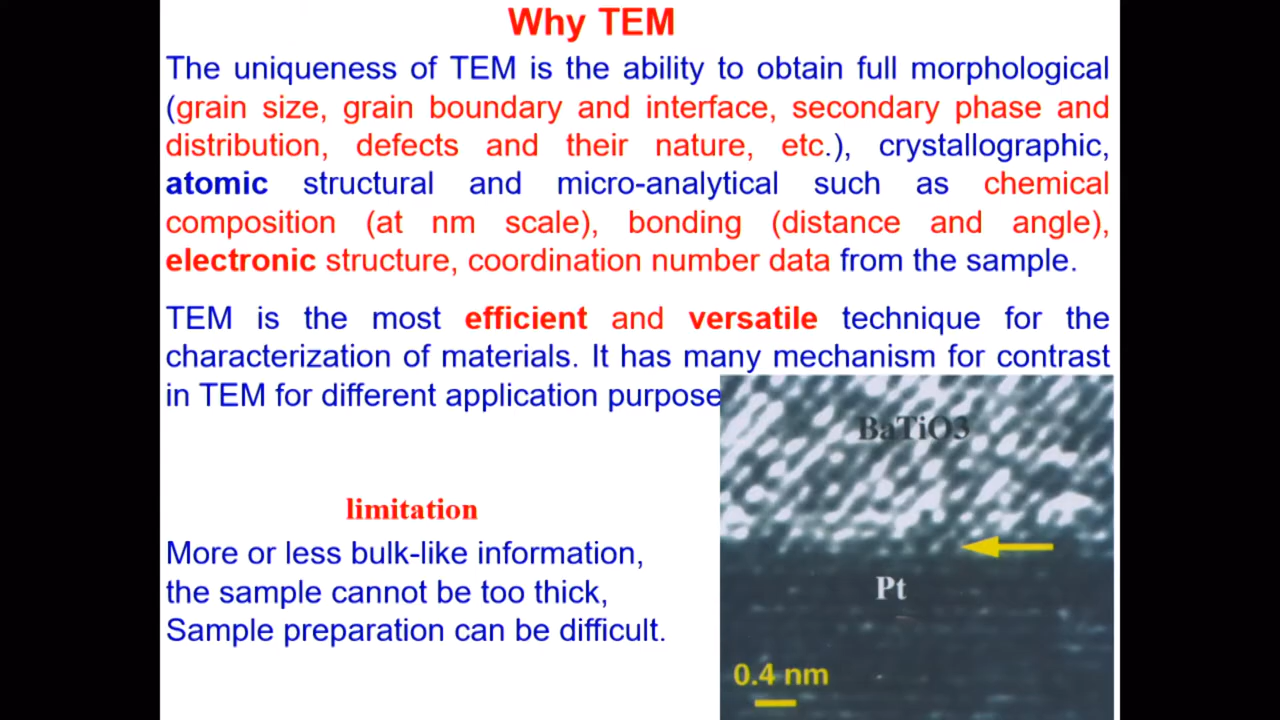 Why TEM
The uniqueness of TEM is the ability to obtain full morphological
(grain size, grain boundary and interface, secondary phase and
distribution, defects and their nature, etc.), crystallographic,
atomic structural and micro-analytical such as chemical
composition (at nm scale), bonding (distance and angle),
electronic structure, coordination number data from the sample.
TEM is the most efficient and versatile technique for the
characterization of materials. It has many mechanism for contrast
in TEM for different application purpose
BaTiO3
limitation
More or less bulk-like information,
the sample cannot be too thick,
Sample preparation can be difficult.
Pt
0.4 nm